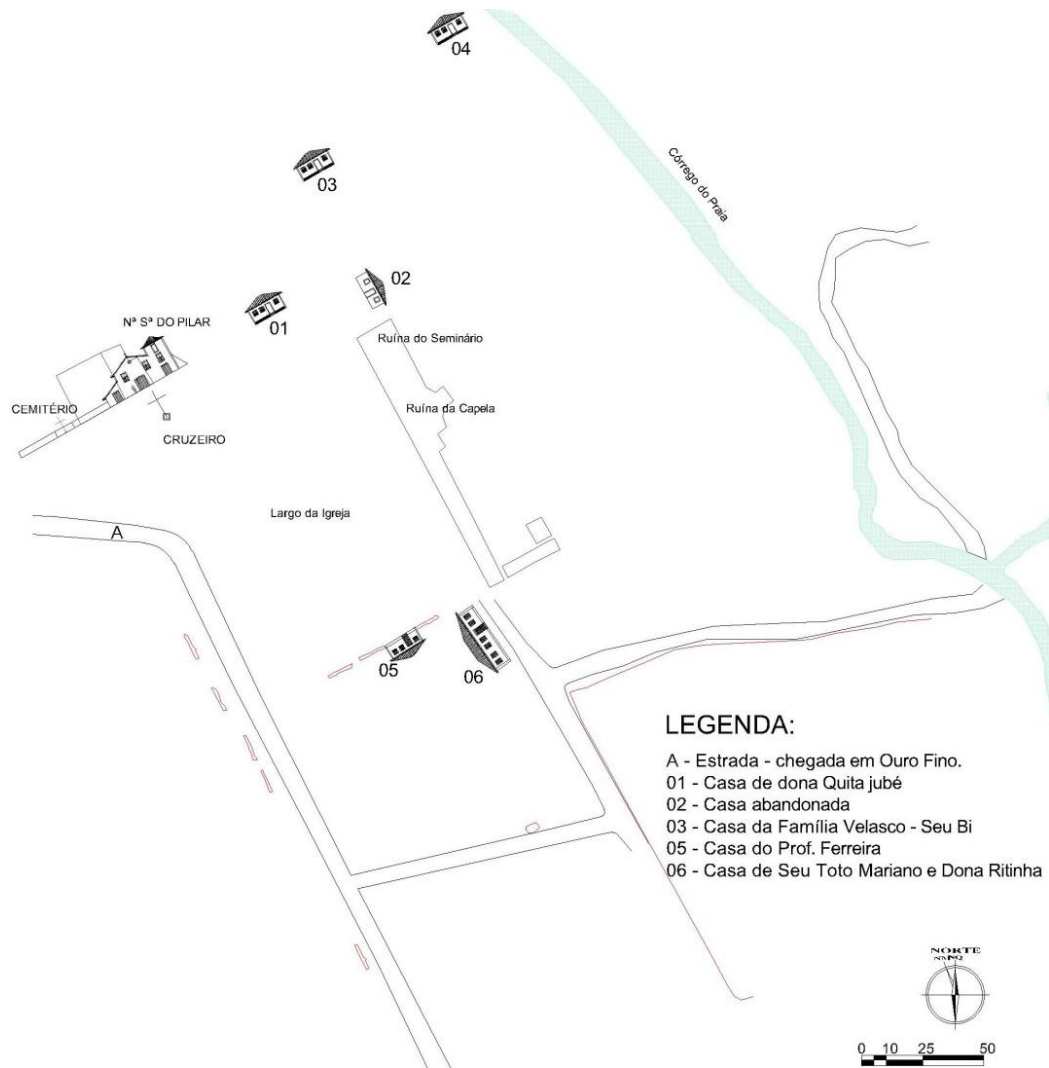 04
03
Córrego do Praia
02
01
Nª Sª DO PILAR
Ruína do Seminário
CEMITÉRIO
Ruína da Capela
CRUZEIRO
Largo da Igreja
A
05
06
LEGENDA:
A - Estrada - chegada em Ouro Fino.
01 - Casa de dona Quita jubé
02 - Casa abandonada
03 - Casa da Família Velasco - Seu Bi
05 - Casa do Prof. Ferreira
06 - Casa de Seu Toto Mariano e Dona Ritinha
NORTE
0 10 25 50